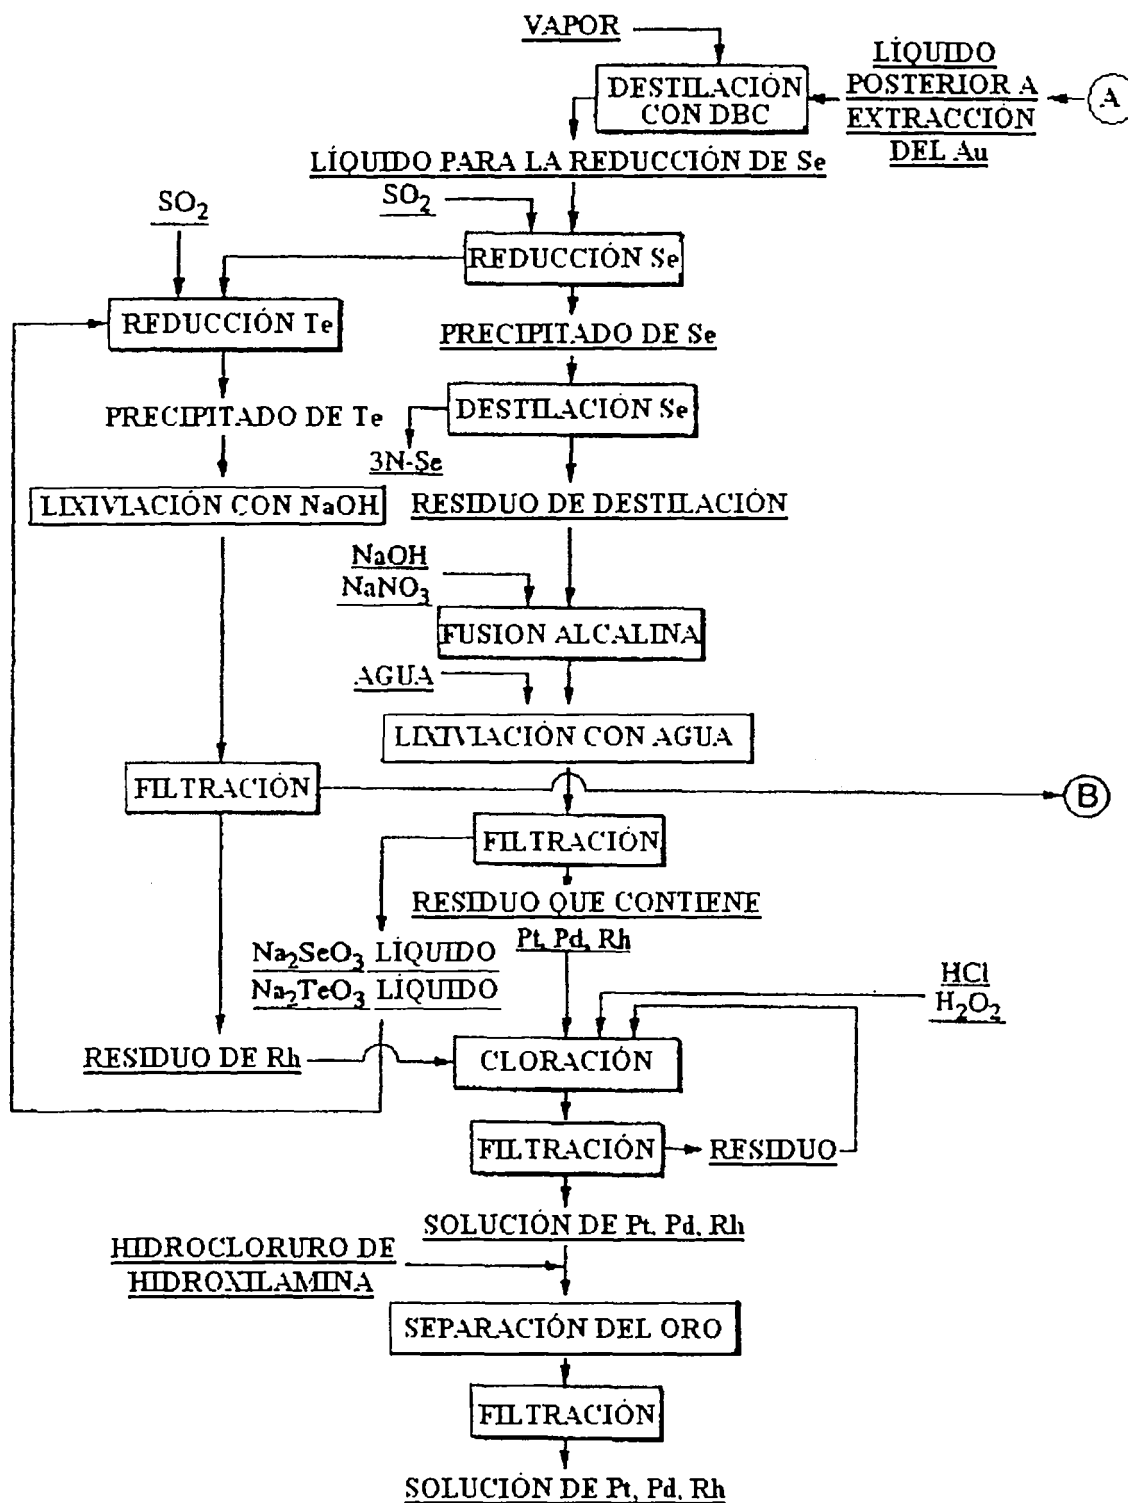 VAPOR
DESTILACIÓN
CON DBC
LÍQUIDO
POSTERIOR A
EXTRACCIÓN
DEL Au
A
LÍQUIDO PARA LA REDUCCIÓN DE Se
SO2
SO2
REDUCCIÓN Se
REDUCCIÓN Te
PRECIPITADO DE Se
DESTILACIÓN Se
PRECIPITADO DE Te
3N-Se
LIXIVIACIÓN CON NaOH
RESIDUO DE DESTILACIÓN
NaOH
NaNO3
FUSION ALCALINA
AGUA
LIXIVIACIÓN CON AGUA
FILTRACIÓN
B
FILTRACIÓN
RESIDUO QUE CONTIENE
Pt, Pd, Rh
Na2SeO3 LÍQUIDO
Na2TeO3 LÍQUIDO
HCl
H2O2
RESIDUO DE Rh
CLORACIÓN
FILTRACIÓN
RESIDUO
SOLUCIÓN DE Pt, Pd, Rh
HIDROCLORURO DE
HIDROXILAMINA
SEPARACIÓN DEL ORO
FILTRACIÓN
SOLUCIÓN DE Pt, Pd, Rh